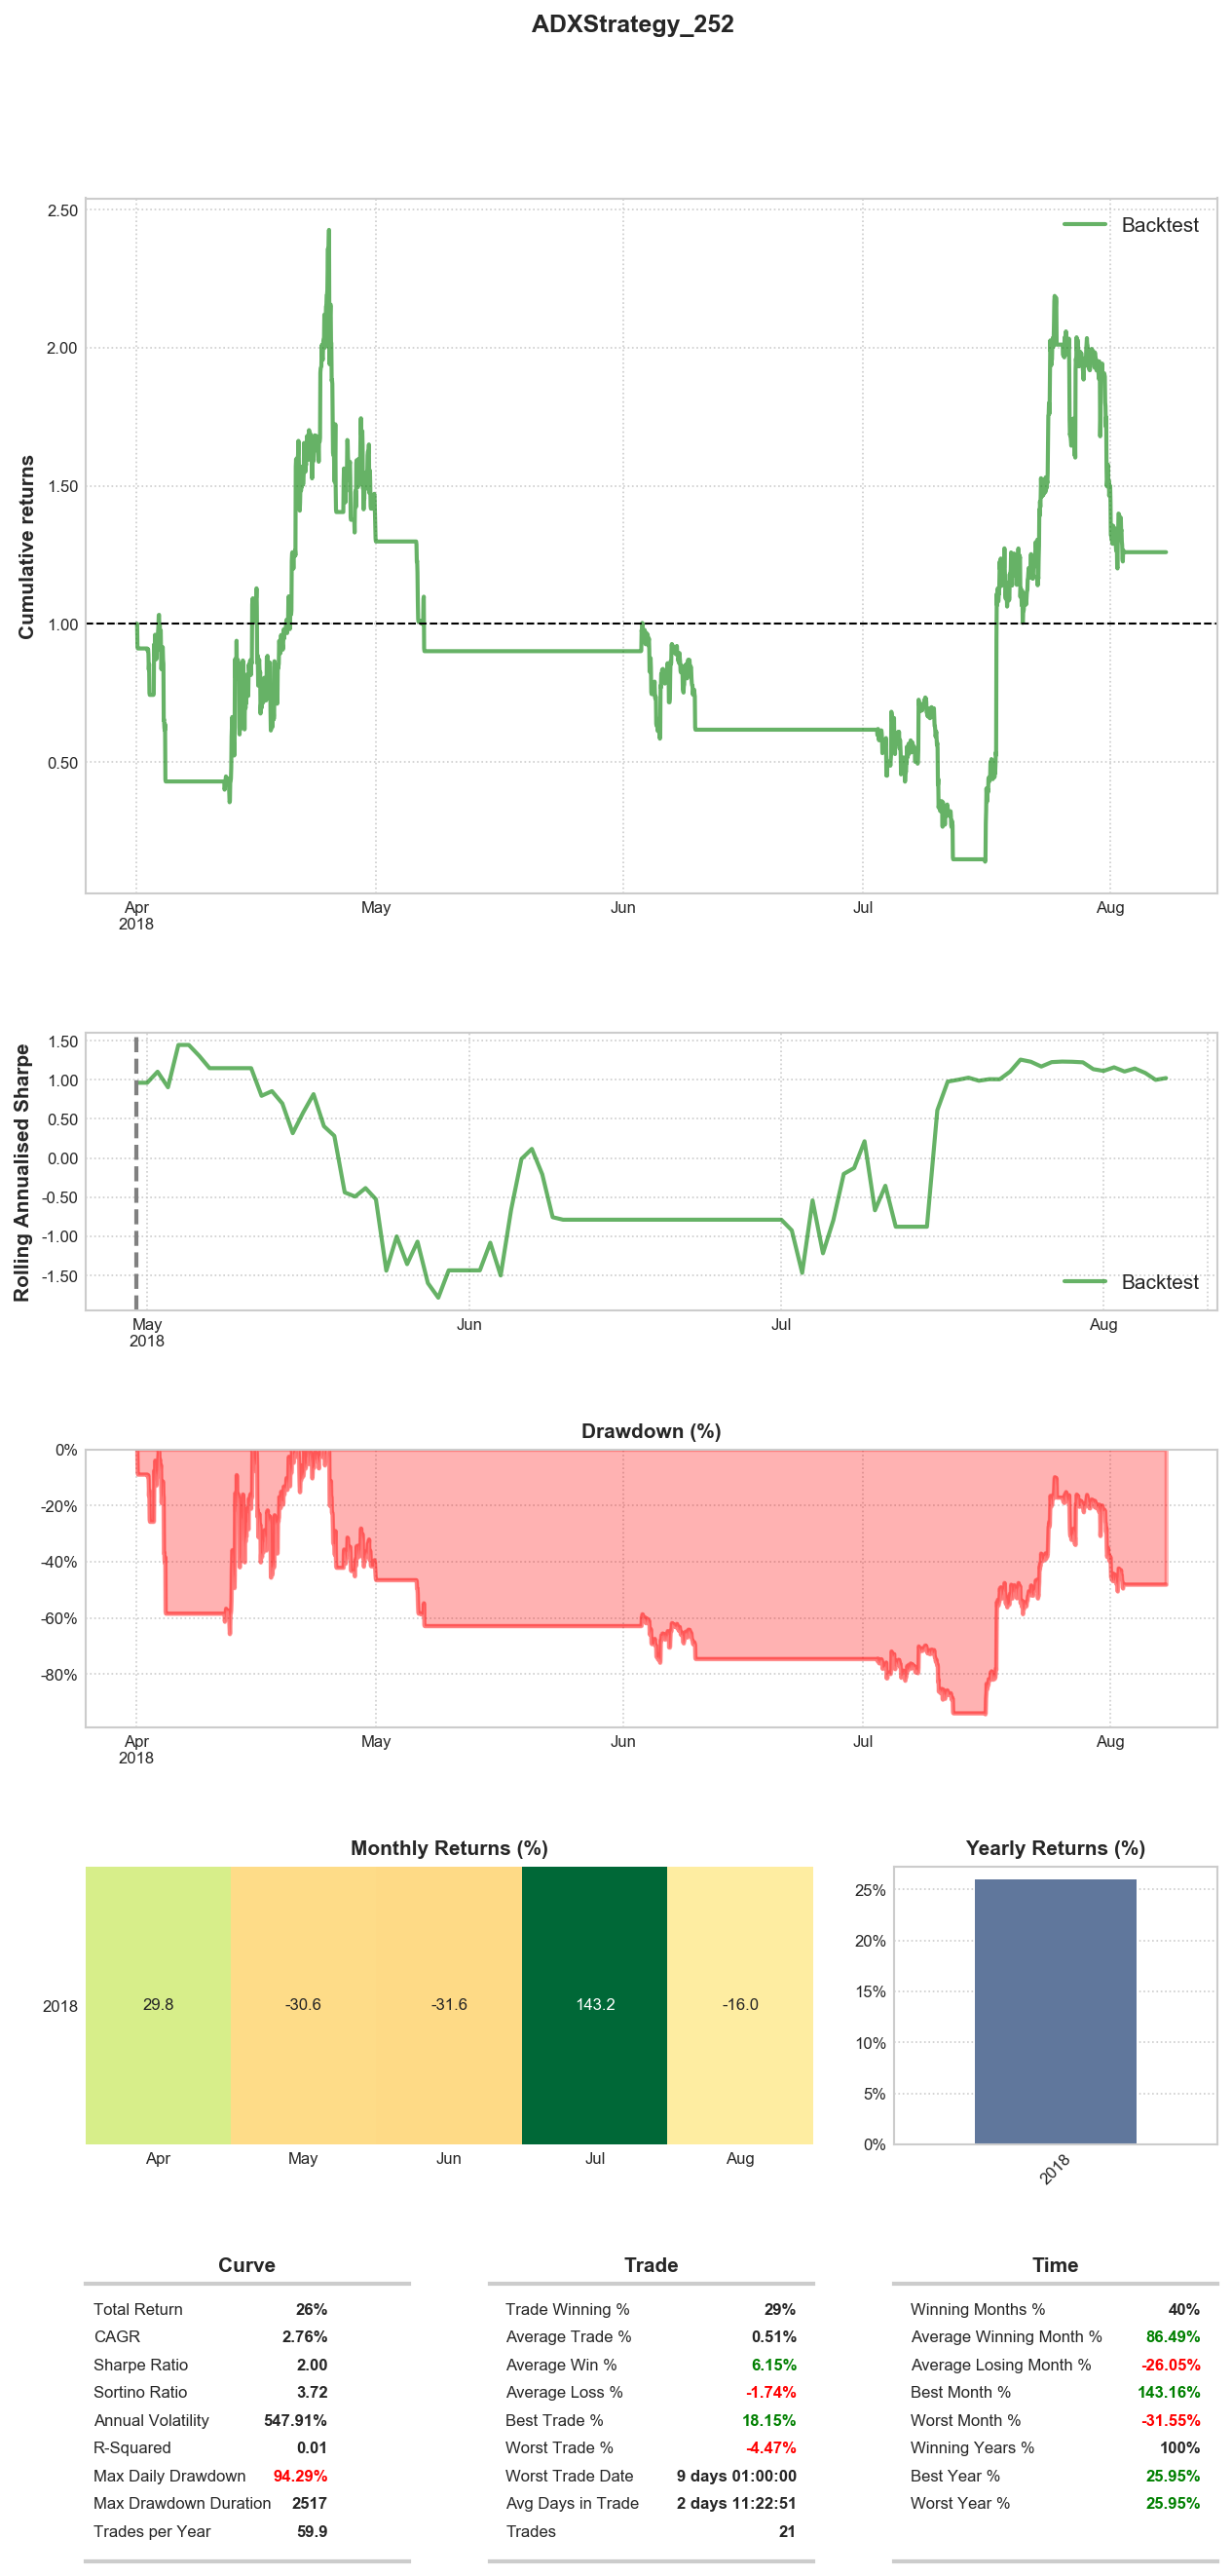 ADXStrategy_252
Cumulative returns
2.50
2.00
1.50
1.00
0.50
Backtest
Apr
2018
May
Jun
Jul
Aug
Rolling Annualised Sharpe
1.50
1.00
0.50
0.00
-0.50
-1.00
-1.50
Backtest
May
2018
Jun
Jul
Aug
Drawdown (%)
0%
-20%
-40%
-60%
-80%
Apr
2018
May
Jun
Jul
Aug
Monthly Returns (%)
2018
29.8
-30.6
-31.6
143.2
-16.0
Apr
May
Jun
Jul
Aug
Yearly Returns (%)
25%
20%
15%
10%
5%
0%
2018
Curve
Total Return 26%
CAGR 2.76%
Sharpe Ratio 2.00
Sortino Ratio 3.72
Annual Volatility 547.91%
R-Squared 0.01
Max Daily Drawdown 94.29%
Max Drawdown Duration 2517
Trades per Year 59.9
Trade
Trade Winning % 29%
Average Trade % 0.51%
Average Win % 6.15%
Average Loss % -1.74%
Best Trade % 18.15%
Worst Trade % -4.47%
Worst Trade Date 9 days 01:00:00
Avg Days in Trade 2 days 11:22:51
Trades 21
Time
Winning Months % 40%
Average Winning Month % 86.49%
Average Losing Month % -26.05%
Best Month % 143.16%
Worst Month % -31.55%
Winning Years % 100%
Best Year % 25.95%
Worst Year % 25.95%